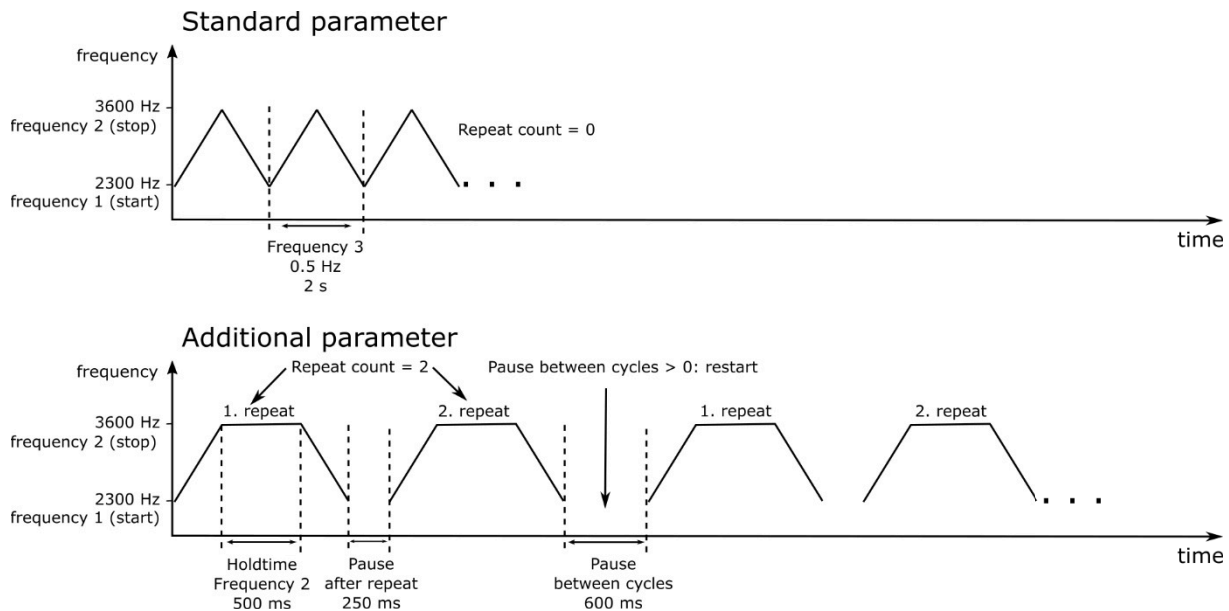 Standard parameter
frequency
3600 Hz
frequency 2 (stop)
Repeat count = 0
2300 Hz
frequency 1 (start)
. . .
time
Frequency 3
0.5 Hz
2 s
Additional parameter
frequency
Repeat count = 2
Pause between cycles > 0: restart
1. repeat
2. repeat
1. repeat
2. repeat
3600 Hz
frequency 2 (stop)
2300 Hz
frequency 1 (start)
. . .
time
Holdtime
Frequency 2
500 ms
Pause
after repeat
250 ms
Pause
between cycles
600 ms